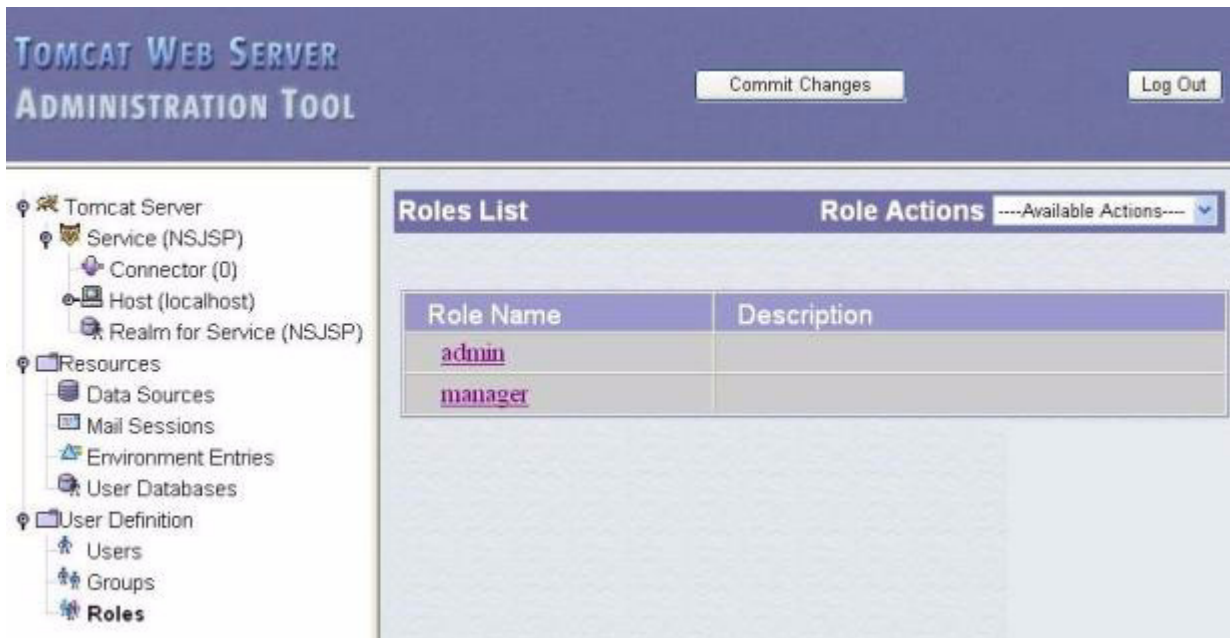 TOMCAT WEB SERVER
ADMINISTRATION TOOL
Commit Changes
Log Out
Tomcat Server
Service (NSJSP)
Connector (0)
Host (localhost)
Realm for Service (NSJSP)
Resources
Data Sources
Mail Sessions
Environment Entries
User Databases
User Definition
Users
Groups
Roles
Roles List
Role Actions ----Available Actions----
Role Name Description
admin
manager